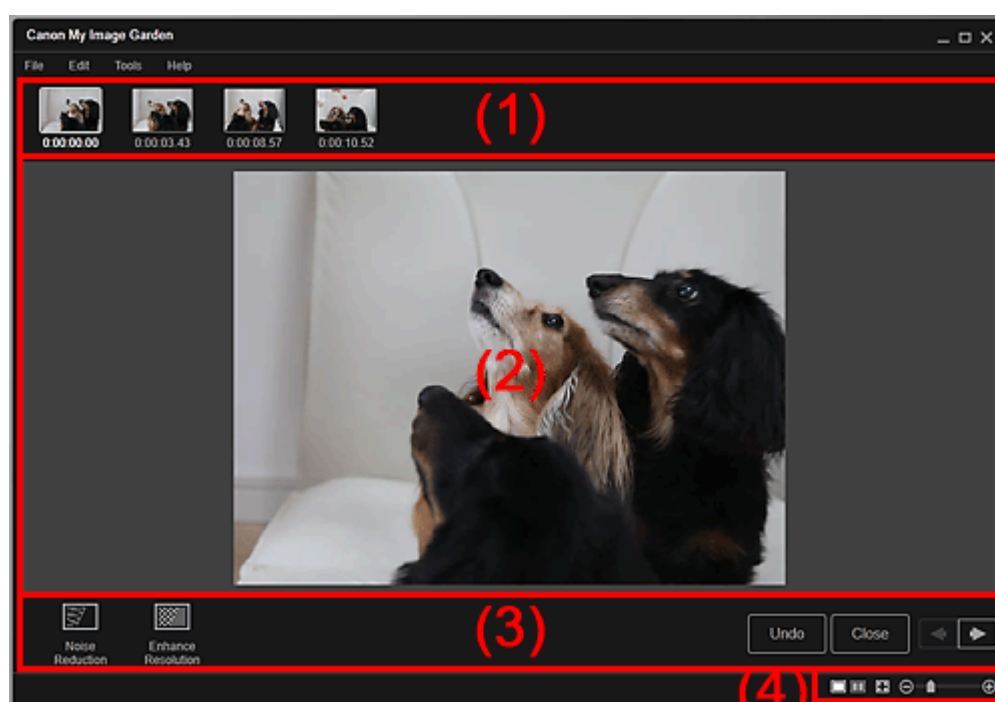 Canon My Image Garden
File Edit Tools Help
(1)
0:00:00.00 0:00:03.43 0:00:08.57 0:00:10.52
(2)
(3)
Noise Reduction
Enhance Resolution
Undo Close
(4)